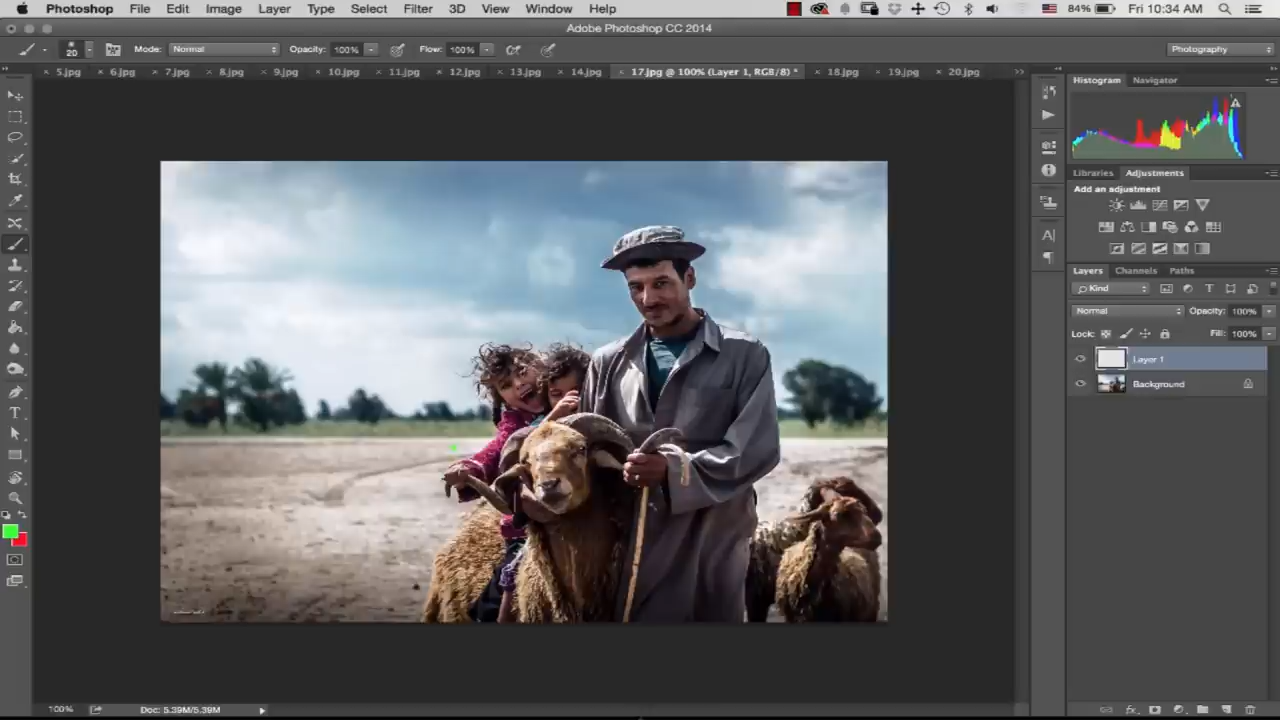 Photoshop File Edit Image Layer Type Select Filter 3D View Window Help 84% Fri 10:34 AM
Adobe Photoshop CC 2014
20 Mode: Normal Opacity: 100% Flow: 100% Photography
× 5.jpg × 6.jpg × 7.jpg × 8.jpg × 9.jpg × 10.jpg × 11.jpg × 12.jpg × 13.jpg × 14.jpg × 17.jpg @ 100% (Layer 1, RGB/8) * × 18.jpg × 19.jpg × 20.jpg
Histogram Navigator
Libraries Adjustments
Add an adjustment
Layers Channels Paths
Kind
Normal Opacity: 100%
Lock: Fill: 100%
Layer 1
Background
100% Doc: 5.39M/5.39M